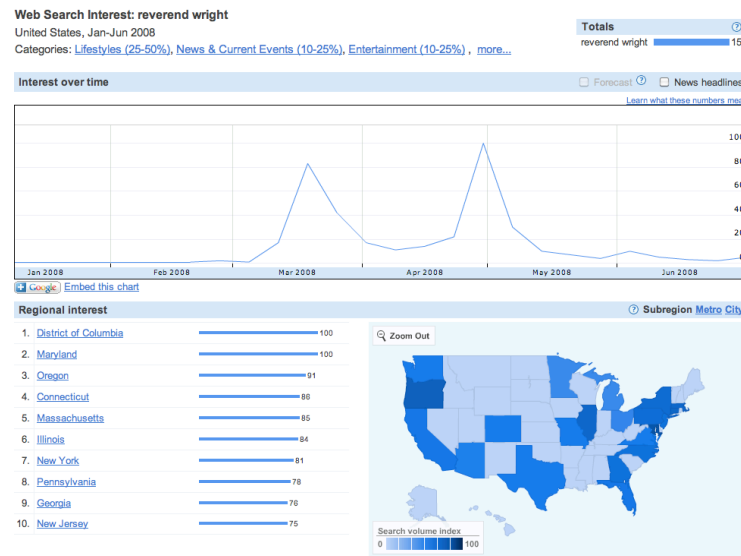 Web Search Interest: reverend wright
United States, Jan-Jun 2008
Categories: Lifestyles (25-50%), News & Current Events (10-25%), Entertainment (10-25%) , more...
Totals
reverend wright 15
Interest over time Forecast News headlines
Learn what these numbers mea
100
80
60
40
20
0
Jan 2008 Feb 2008 Mar 2008 Apr 2008 May 2008 Jun 2008
Google Embed this chart
Regional interest Subregion Metro City
1. District of Columbia 100
2. Maryland 100
3. Oregon 91
4. Connecticut 86
5. Massachusetts 85
6. Illinois 84
7. New York 81
8. Pennsylvania 78
9. Georgia 76
10. New Jersey 75
Zoom Out
Search volume index
0 100